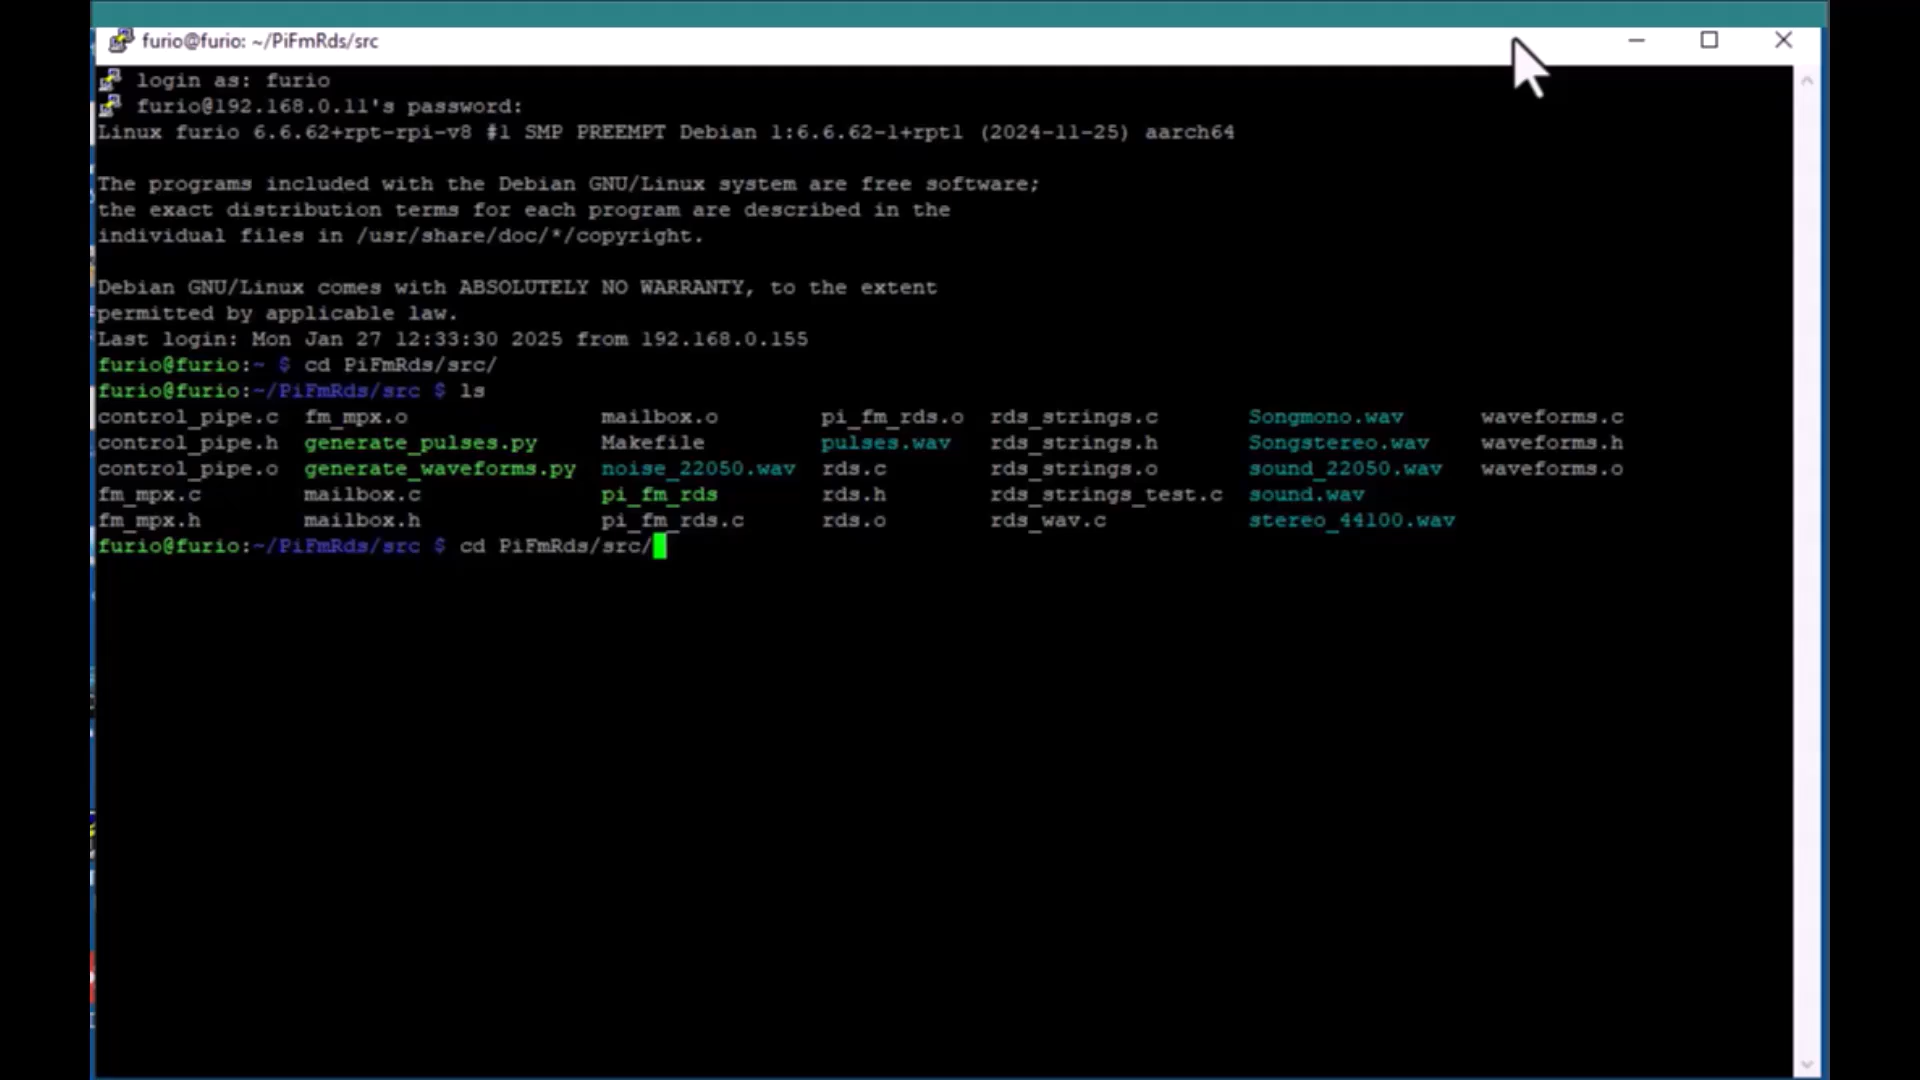 furio@furio: ~/PiFmRds/src
login as: furio
furio@192.168.0.11's password:
Linux furio 6.6.62+rpt-rpi-v8 #1 SMP PREEMPT Debian 1:6.6.62-1+rpt1 (2024-11-25) aarch64
The programs included with the Debian GNU/Linux system are free software;
the exact distribution terms for each program are described in the
individual files in /usr/share/doc/*/copyright.
Debian GNU/Linux comes with ABSOLUTELY NO WARRANTY, to the extent
permitted by applicable law.
Last login: Mon Jan 27 12:33:30 2025 from 192.168.0.155
furio@furio:~ $ cd PiFmRds/src/
furio@furio:~/PiFmRds/src $ ls
control_pipe.c fm_mpx.o mailbox.o pi_fm_rds.o rds_strings.c Songmono.wav waveforms.c
control_pipe.h generate_pulses.py Makefile pulses.wav rds_strings.h Songstereo.wav waveforms.h
control_pipe.o generate_waveforms.py noise_22050.wav rds.c rds_strings.o sound_22050.wav waveforms.o
fm_mpx.c mailbox.c pi_fm_rds rds.h rds_strings_test.c sound.wav
fm_mpx.h mailbox.h pi_fm_rds.c rds.o rds_wav.c stereo_44100.wav
furio@furio:~/PiFmRds/src $ cd PiFmRds/src/